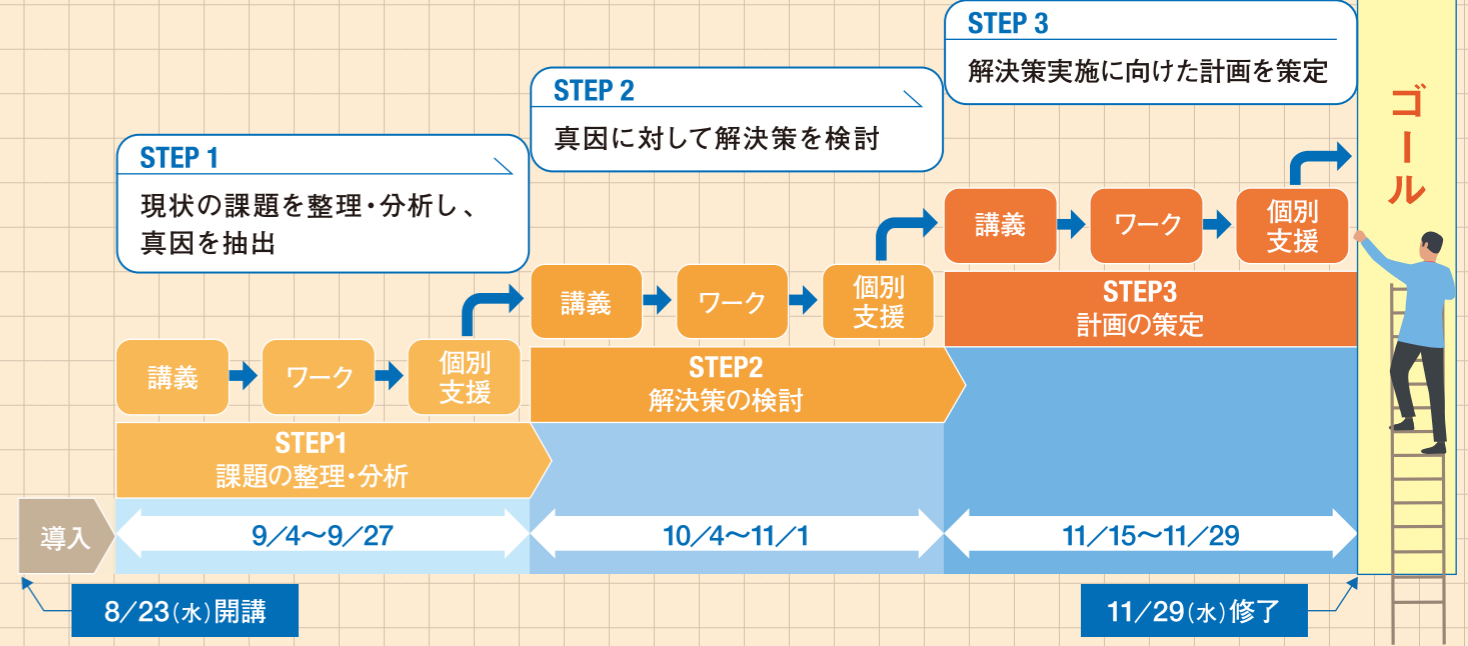 STEP 1
現状の課題を整理・分析し、
真因を抽出
STEP 2
真因に対して解決策を検討
STEP 3
解決策実施に向けた計画を策定
ゴール
講義
ワーク
個別
支援
STEP1
課題の整理・分析
講義
ワーク
個別
支援
STEP2
解決策の検討
講義
ワーク
個別
支援
STEP3
計画の策定
導入
9/4〜9/27
10/4〜11/1
11/15〜11/29
8/23(水)開講
11/29(水)修了